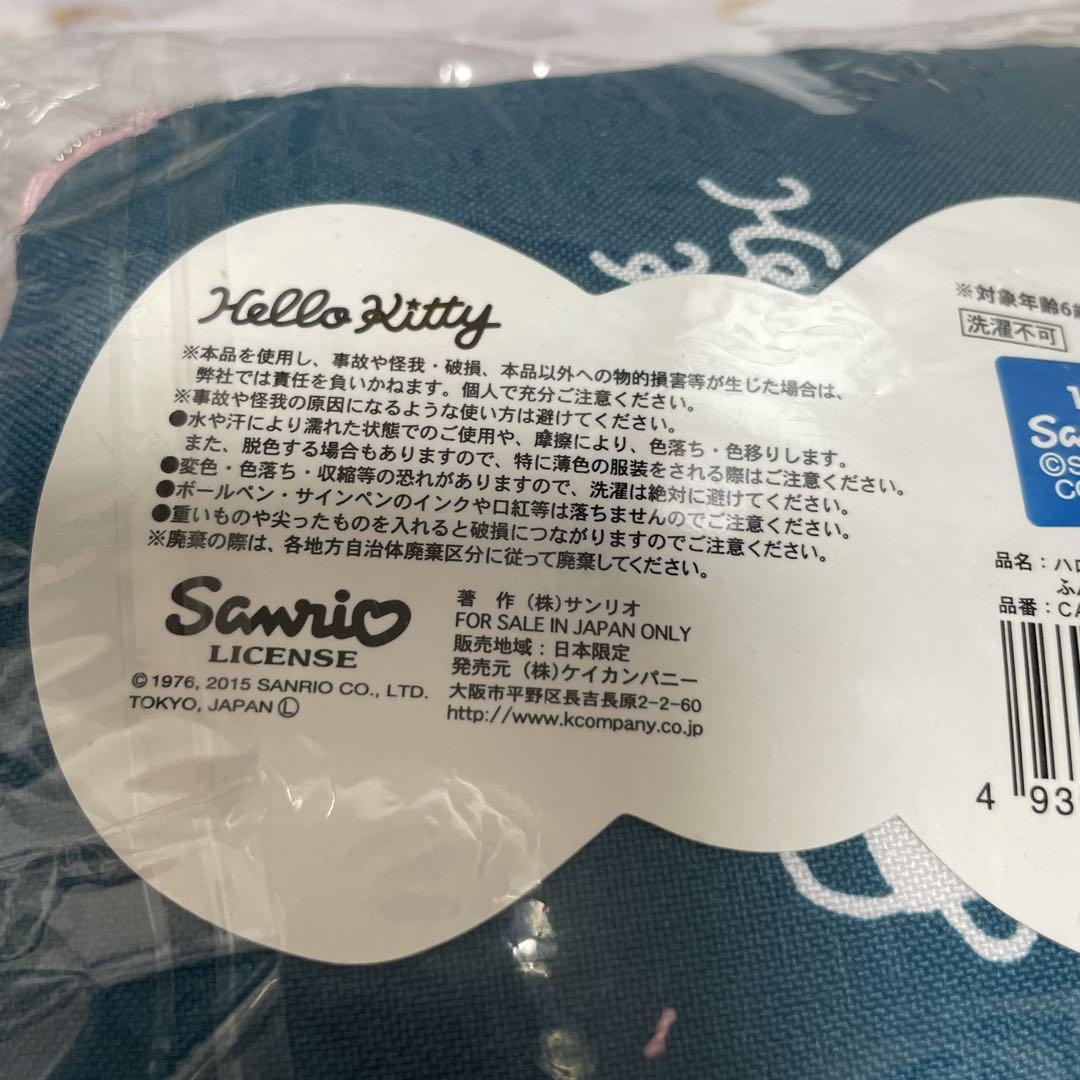 Hello Kitty
※本品を使用し、事故や怪我・破損、本品以外への物的損害等が生じた場合は、
弊社では責任を負いかねます。個人で充分ご注意ください。
※事故や怪我の原因になるような使い方は避けてください。
●水や汗により濡れた状態でのご使用や、摩擦により、色落ち・色移りします。
また、脱色する場合もありますので、特に薄色の服装をされる際はご注意ください。
●変色・色落ち・収縮等の恐れがありますので、洗濯は絶対に避けてください。
●ボールペン・サインペンのインクや口紅等は落ちませんのでご注意ください。
●重いものや尖ったものを入れると破損につながりますのでご注意ください。
※廃棄の際は、各地方自治体廃棄区分に従って廃棄してください。
Sanrio
LICENSE
©1976, 2015 SANRIO CO., LTD.
TOKYO, JAPAN Ⓛ
著 作 (株)サンリオ
FOR SALE IN JAPAN ONLY
販売地域:日本限定
発売元 (株)ケイカンパニー
大阪市平野区長吉長原2-2-60
http://www.kcompany.co.jp
※対象年齢6歳
洗濯不可
1
Sa
©S
CO
品名:ハロ
ふ
品番:CA
4 93